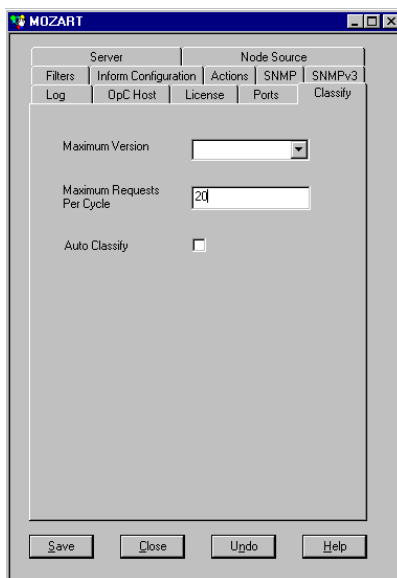 MOZART
Server Node Source
Filters Inform Configuration Actions SNMP SNMPv3
Log OpC Host License Ports Classify
Maximum Version
Maximum Requests
Per Cycle
20
Auto Classify
Save Close Undo Help